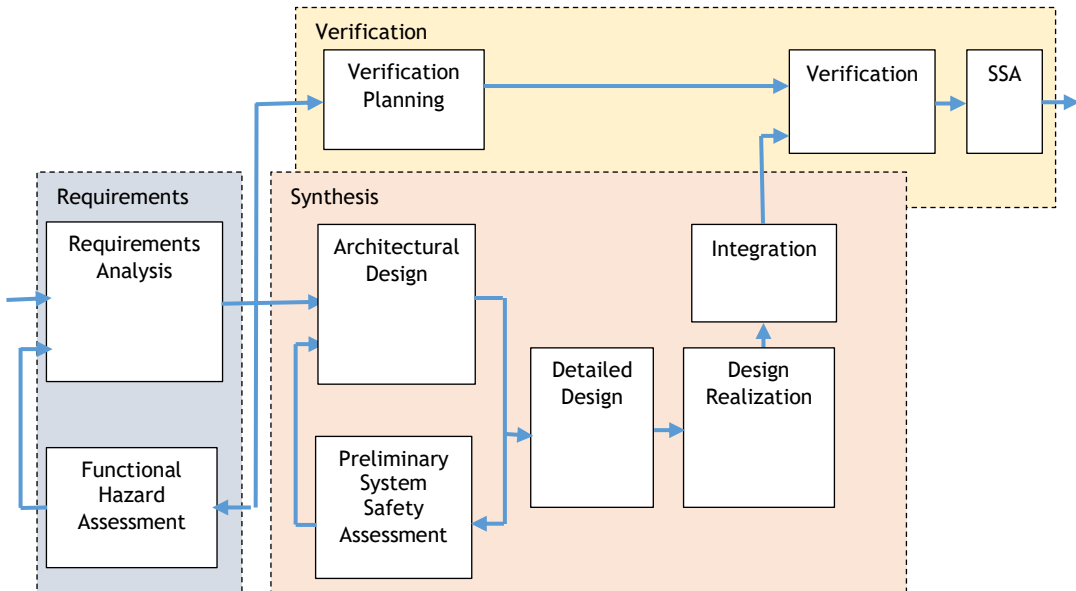 Verification
Verification
Planning
Verification
SSA
Requirements
Requirements
Analysis
Functional
Hazard
Assessment
Synthesis
Architectural
Design
Preliminary
System
Safety
Assessment
Detailed
Design
Design
Realization
Integration